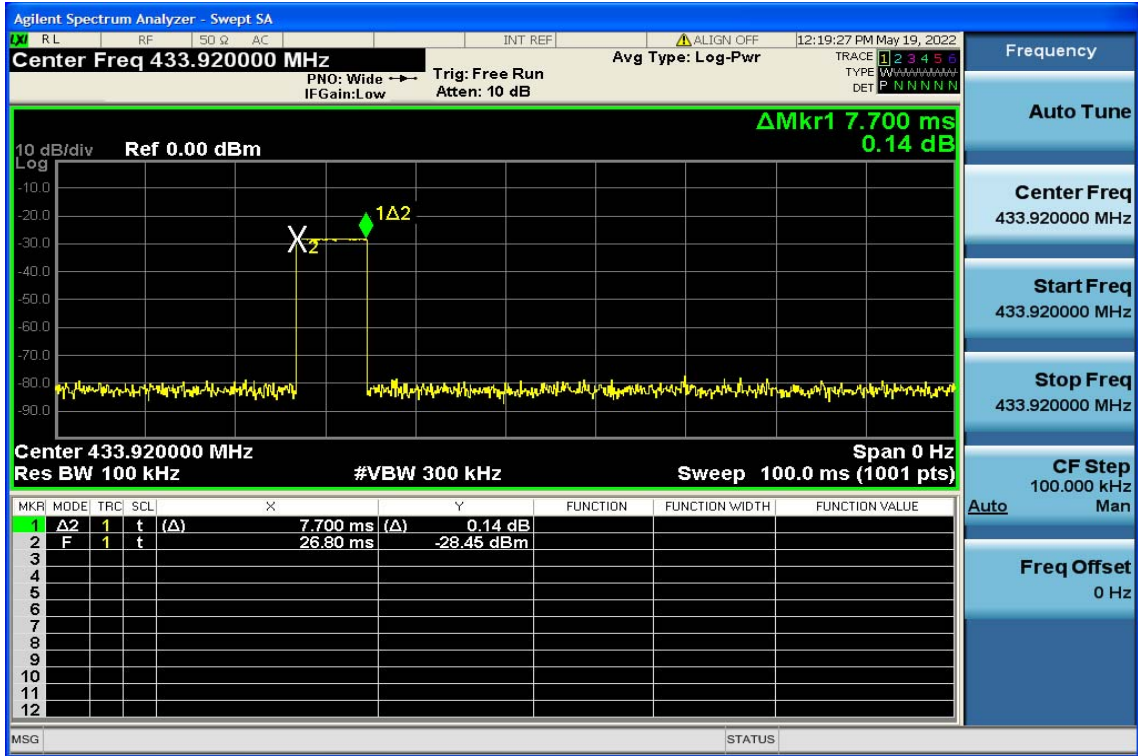 Agilent Spectrum Analyzer - Swept SA
LXI RL RF 50 Ω AC INT REF ALIGN OFF 12:19:27 PM May 19, 2022
Center Freq 433.920000 MHz
PNO: Wide
IFGain:Low
Trig: Free Run
Atten: 10 dB
Avg Type: Log-Pwr
TRACE 1 2 3 4 5 6
TYPE
DET P N N N N N
ΔMkr1 7.700 ms
0.14 dB
10 dB/div Ref 0.00 dBm
Log
-10.0
-20.0
-30.0
-40.0
-50.0
-60.0
-70.0
-80.0
-90.0
1Δ2
X2
Center 433.920000 MHz Span 0 Hz
Res BW 100 kHz #VBW 300 kHz Sweep 100.0 ms (1001 pts)
MKR MODE TRC SCL X Y FUNCTION FUNCTION WIDTH FUNCTION VALUE
1 Δ2 1 t (Δ) 7.700 ms (Δ) 0.14 dB
2 F 1 t 26.80 ms -28.45 dBm
3
4
5
6
7
8
9
10
11
12
MSG STATUS
Frequency
Auto Tune
Center Freq
433.920000 MHz
Start Freq
433.920000 MHz
Stop Freq
433.920000 MHz
CF Step
100.000 kHz
Auto Man
Freq Offset
0 Hz